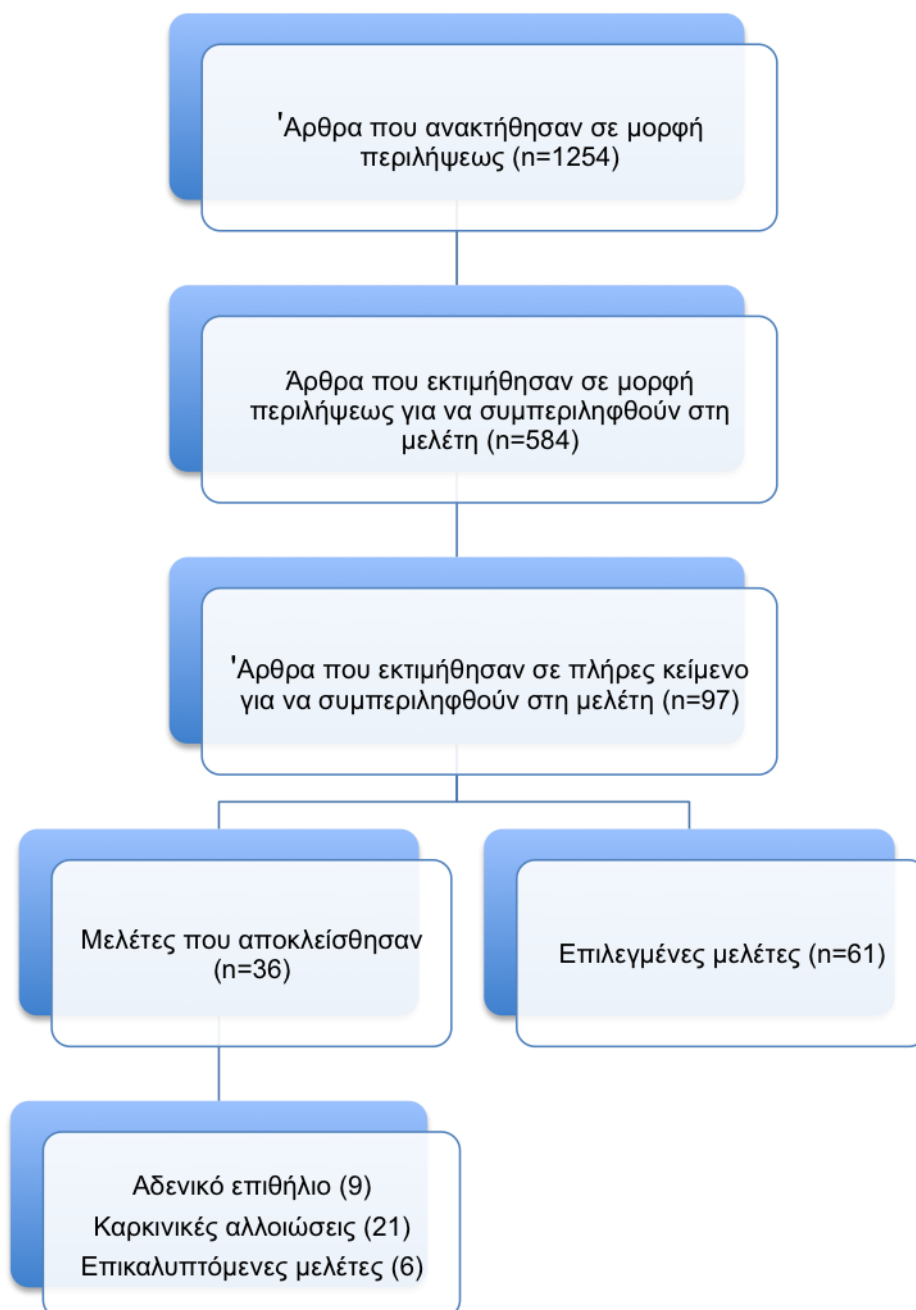 'Αρθρα που ανακτήθησαν σε μορφή
περιλήψεως (n=1254)
Άρθρα που εκτιμήθησαν σε μορφή
περιλήψεως για να συμπεριληφθούν στη
μελέτη (n=584)
'Αρθρα που εκτιμήθησαν σε πλήρες κείμενο
για να συμπεριληφθούν στη μελέτη (n=97)
Μελέτες που αποκλείσθησαν
(n=36)
Επιλεγμένες μελέτες (n=61)
Αδενικό επιθήλιο (9)
Καρκινικές αλλοιώσεις (21)
Επικαλυπτόμενες μελέτες (6)